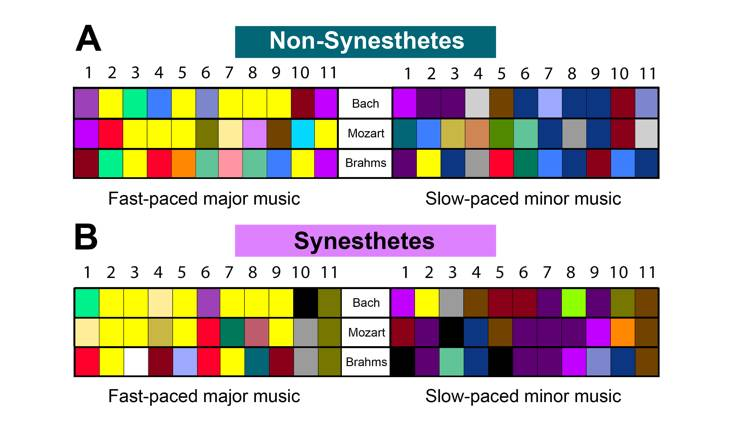 A
Non-Synesthetes
1 2 3 4 5 6 7 8 9 10 11 1 2 3 4 5 6 7 8 9 10 11
Bach
Mozart
Brahms
Fast-paced major music Slow-paced minor music
B
Synesthetes
1 2 3 4 5 6 7 8 9 10 11 1 2 3 4 5 6 7 8 9 10 11
Bach
Mozart
Brahms
Fast-paced major music Slow-paced minor music